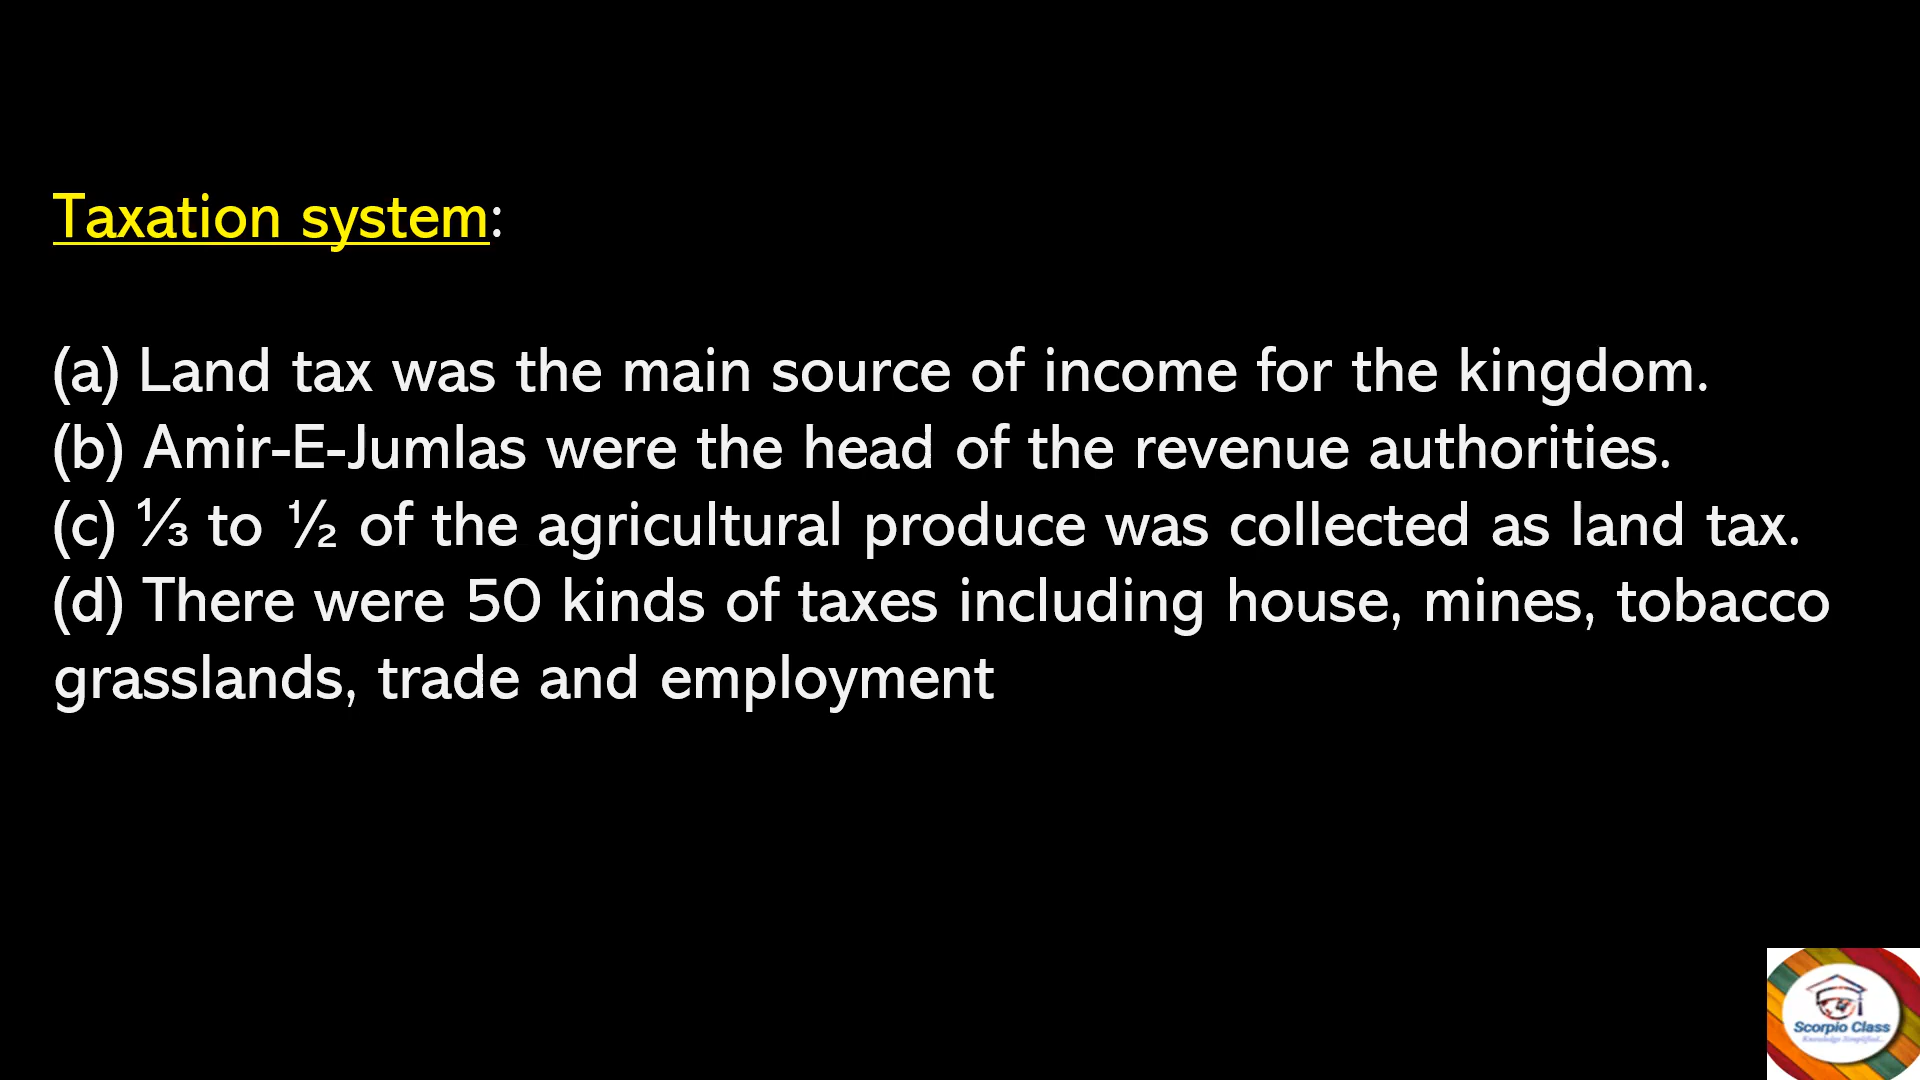 Taxation system:
(a) Land tax was the main source of income for the kingdom.
(b) Amir-E-Jumlas were the head of the revenue authorities.
(c) ⅓ to ½ of the agricultural produce was collected as land tax.
(d) There were 50 kinds of taxes including house, mines, tobacco
grasslands, trade and employment
Scorpio Class
Knowledge Simplified...